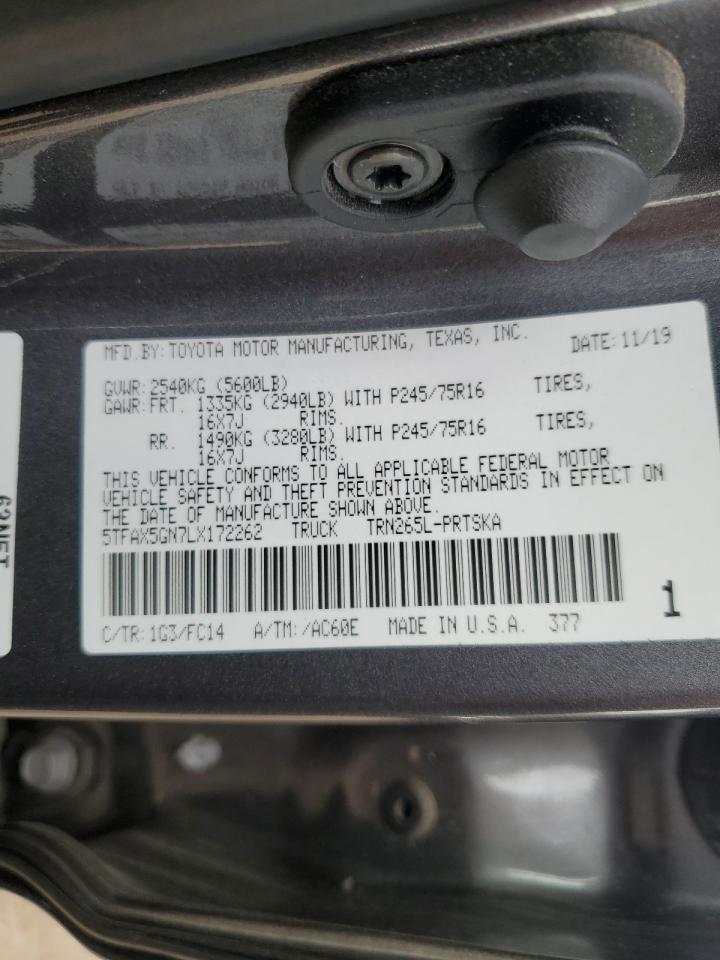 MFD.BY:TOYOTA MOTOR MANUFACTURING, TEXAS, INC. DATE:11/19
GVWR:2540KG (5600LB)
GAWR:FRT. 1335KG (2940LB) WITH P245/75R16 TIRES,
16X7J RIMS.
RR. 1490KG (3280LB) WITH P245/75R16 TIRES,
16X7J RIMS.
THIS VEHICLE CONFORMS TO ALL APPLICABLE FEDERAL MOTOR
VEHICLE SAFETY AND THEFT PREVENTION STANDARDS IN EFFECT ON
THE DATE OF MANUFACTURE SHOWN ABOVE.
5TFAX5GN7LX172262 TRUCK TRN265L-PRTSKA
C/TR:1G3/FC14 A/TM:/AC60E MADE IN U.S.A. 377
1